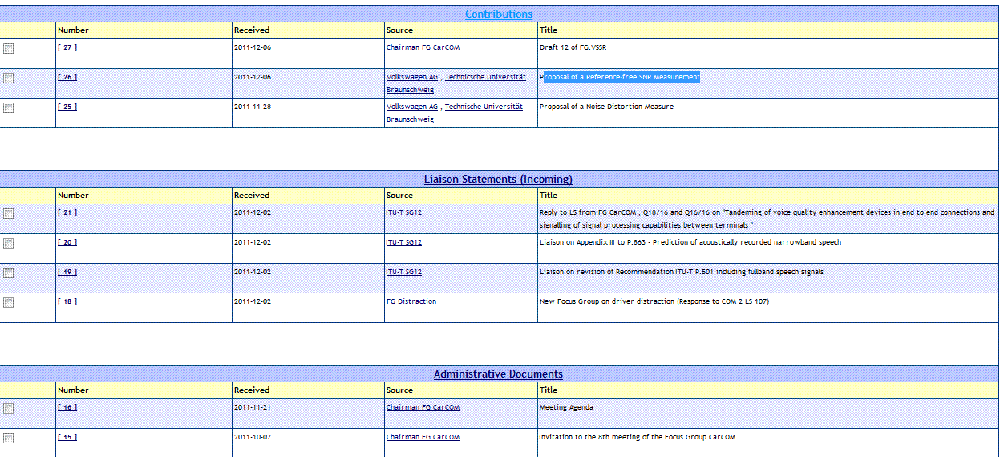 Contributions
Number Received Source Title
[ 27 ] 2011-12-06 Chairman FG CarCOM Draft 12 of FG.VSSR
[ 26 ] 2011-12-06 Volkswagen AG , Technicsche Universität Proposal of a Reference-free SNR Measurement
Braunschweig
[ 25 ] 2011-11-28 Volkswagen AG , Technische Universität Proposal of a Noise Distortion Measure
Braunschweig
Liaison Statements (Incoming)
Number Received Source Title
[ 21 ] 2011-12-02 ITU-T SG12 Reply to LS from FG CarCOM , Q18/16 and Q16/16 on "Tandeming of voice quality enhancement devices in end to end connections and
signalling of signal processing capabilities between terminals "
[ 20 ] 2011-12-02 ITU-T SG12 Liaison on Appendix III to P.863 - Prediction of acoustically recorded narrowband speech
[ 19 ] 2011-12-02 ITU-T SG12 Liaison on revision of Recommendation ITU-T P.501 including fullband speech signals
[ 18 ] 2011-12-02 FG Distraction New Focus Group on driver distraction (Response to COM 2 LS 107)
Administrative Documents
Number Received Source Title
[ 16 ] 2011-11-21 Chairman FG CarCOM Meeting Agenda
[ 15 ] 2011-10-07 Chairman FG CarCOM Invitation to the 8th meeting of the Focus Group CarCOM